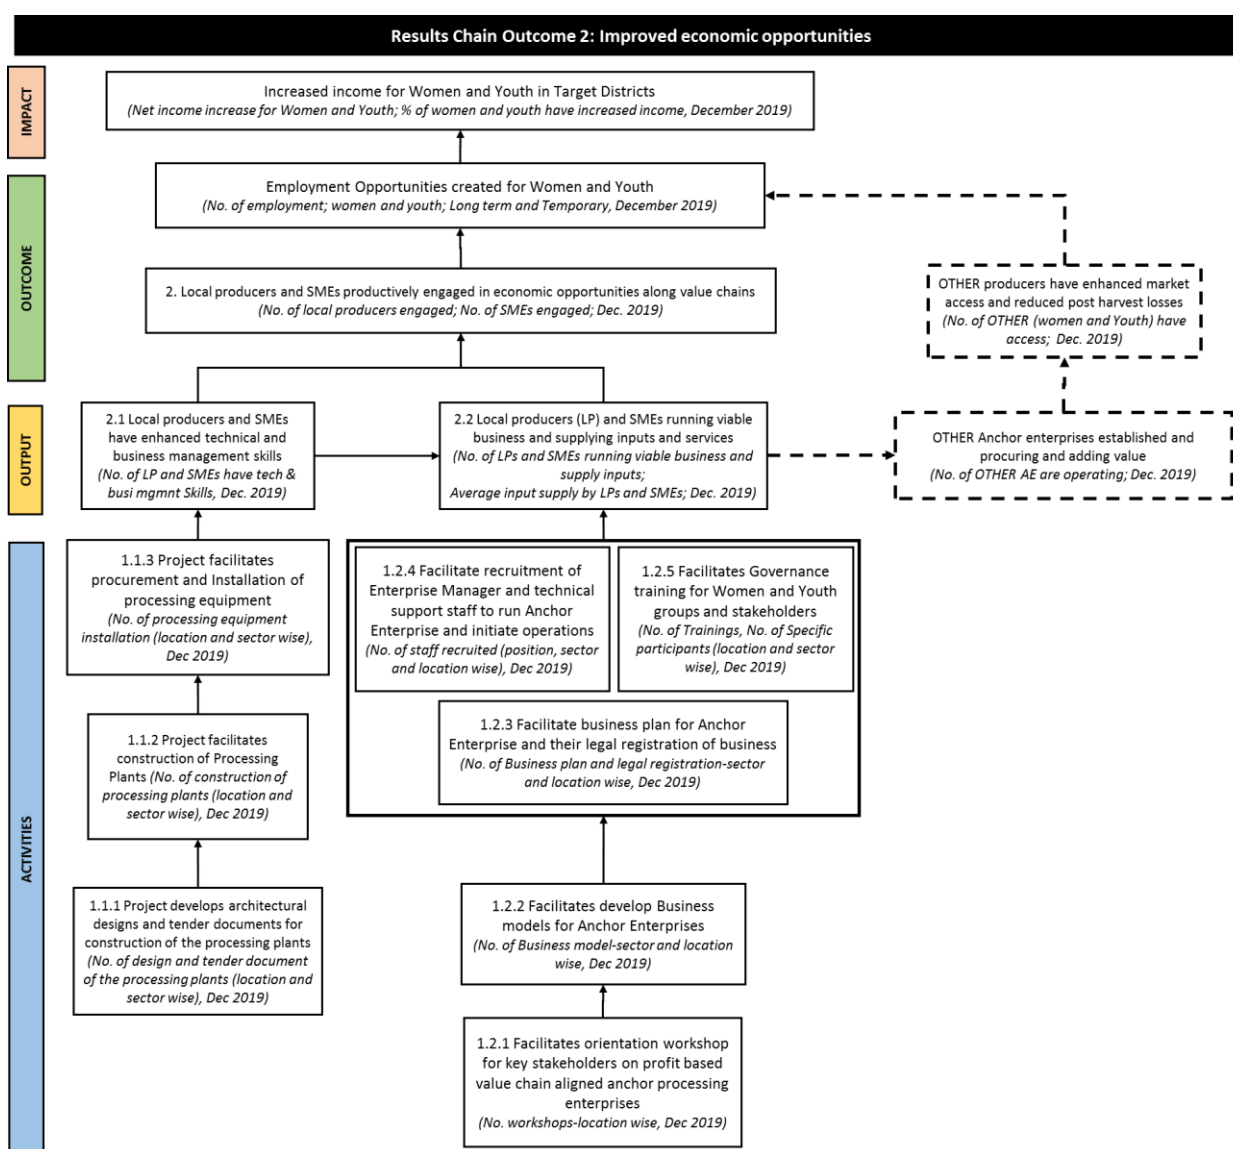 Results Chain Outcome 2: Improved economic opportunities
IMPACT
Increased income for Women and Youth in Target Districts
(Net income increase for Women and Youth; % of women and youth have increased income, December 2019)
OUTCOME
Employment Opportunities created for Women and Youth
(No. of employment; women and youth; Long term and Temporary, December 2019)
2. Local producers and SMEs productively engaged in economic opportunities along value chains
(No. of local producers engaged; No. of SMEs engaged; Dec. 2019)
OTHER producers have enhanced market
access and reduced post harvest losses
(No. of OTHER (women and Youth) have
access; Dec. 2019)
OUTPUT
2.1 Local producers and SMEs
have enhanced technical and
business management skills
(No. of LP and SMEs have tech &
busi mgmnt Skills, Dec. 2019)
2.2 Local producers (LP) and SMEs running viable
business and supplying inputs and services
(No. of LPs and SMEs running viable business and
supply inputs;
Average input supply by LPs and SMEs; Dec. 2019)
OTHER Anchor enterprises established and
procuring and adding value
(No. of OTHER AE are operating; Dec. 2019)
ACTIVITIES
1.1.3 Project facilitates
procurement and Installation of
processing equipment
(No. of processing equipment
installation (location and sector wise),
Dec 2019)
1.2.4 Facilitate recruitment of
Enterprise Manager and technical
support staff to run Anchor
Enterprise and initiate operations
(No. of staff recruited (position, sector
and location wise), Dec 2019)
1.2.5 Facilitates Governance
training for Women and Youth
groups and stakeholders
(No. of Trainings, No. of Specific
participants (location and sector
wise), Dec 2019)
1.2.3 Facilitate business plan for Anchor
Enterprise and their legal registration of business
(No. of Business plan and legal registration-sector
and location wise, Dec 2019)
1.1.2 Project facilitates
construction of Processing
Plants (No. of construction of
processing plants (location and
sector wise), Dec 2019)
1.1.1 Project develops architectural
designs and tender documents for
construction of the processing plants
(No. of design and tender document
of the processing plants (location and
sector wise), Dec 2019)
1.2.2 Facilitates develop Business
models for Anchor Enterprises
(No. of Business model-sector and location
wise, Dec 2019)
1.2.1 Facilitates orientation workshop
for key stakeholders on profit based
value chain aligned anchor processing
enterprises
(No. workshops-location wise, Dec 2019)